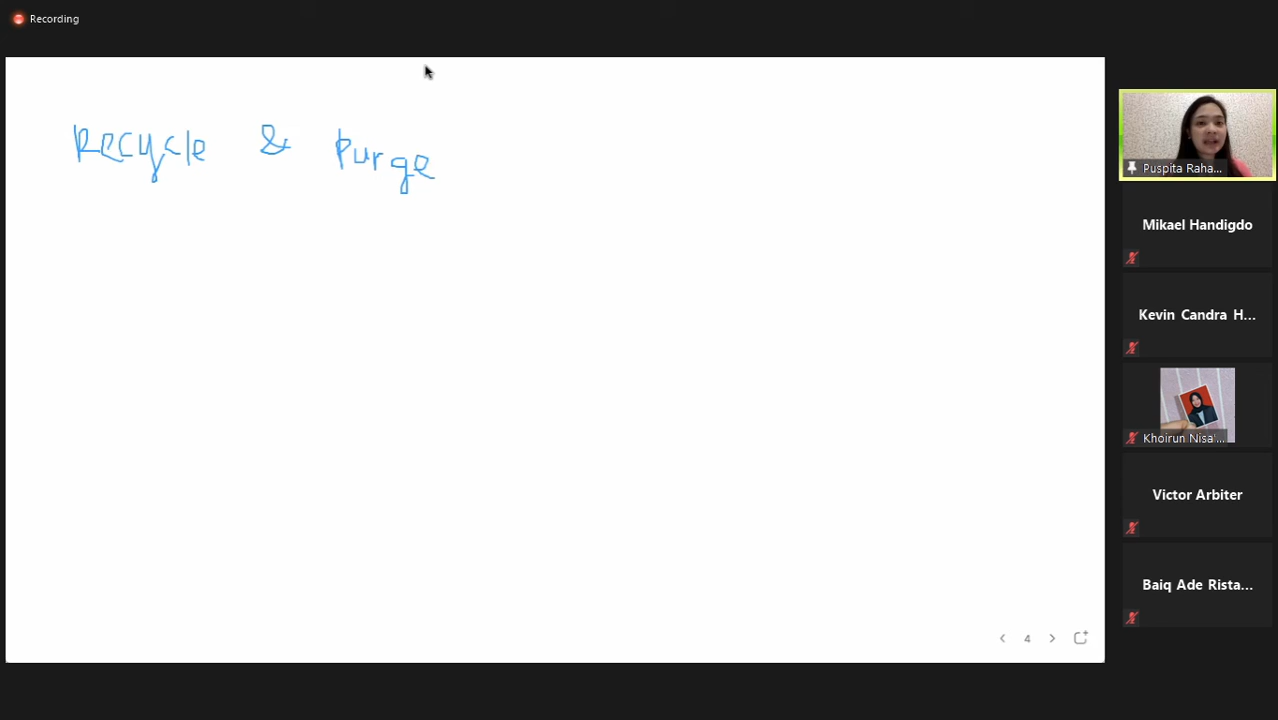 Recording
Recycle & Purge
Puspita Raha...
Mikael Handigdo
Kevin Candra H...
Khoirun Nisa'...
Victor Arbiter
Baiq Ade Rista...
4